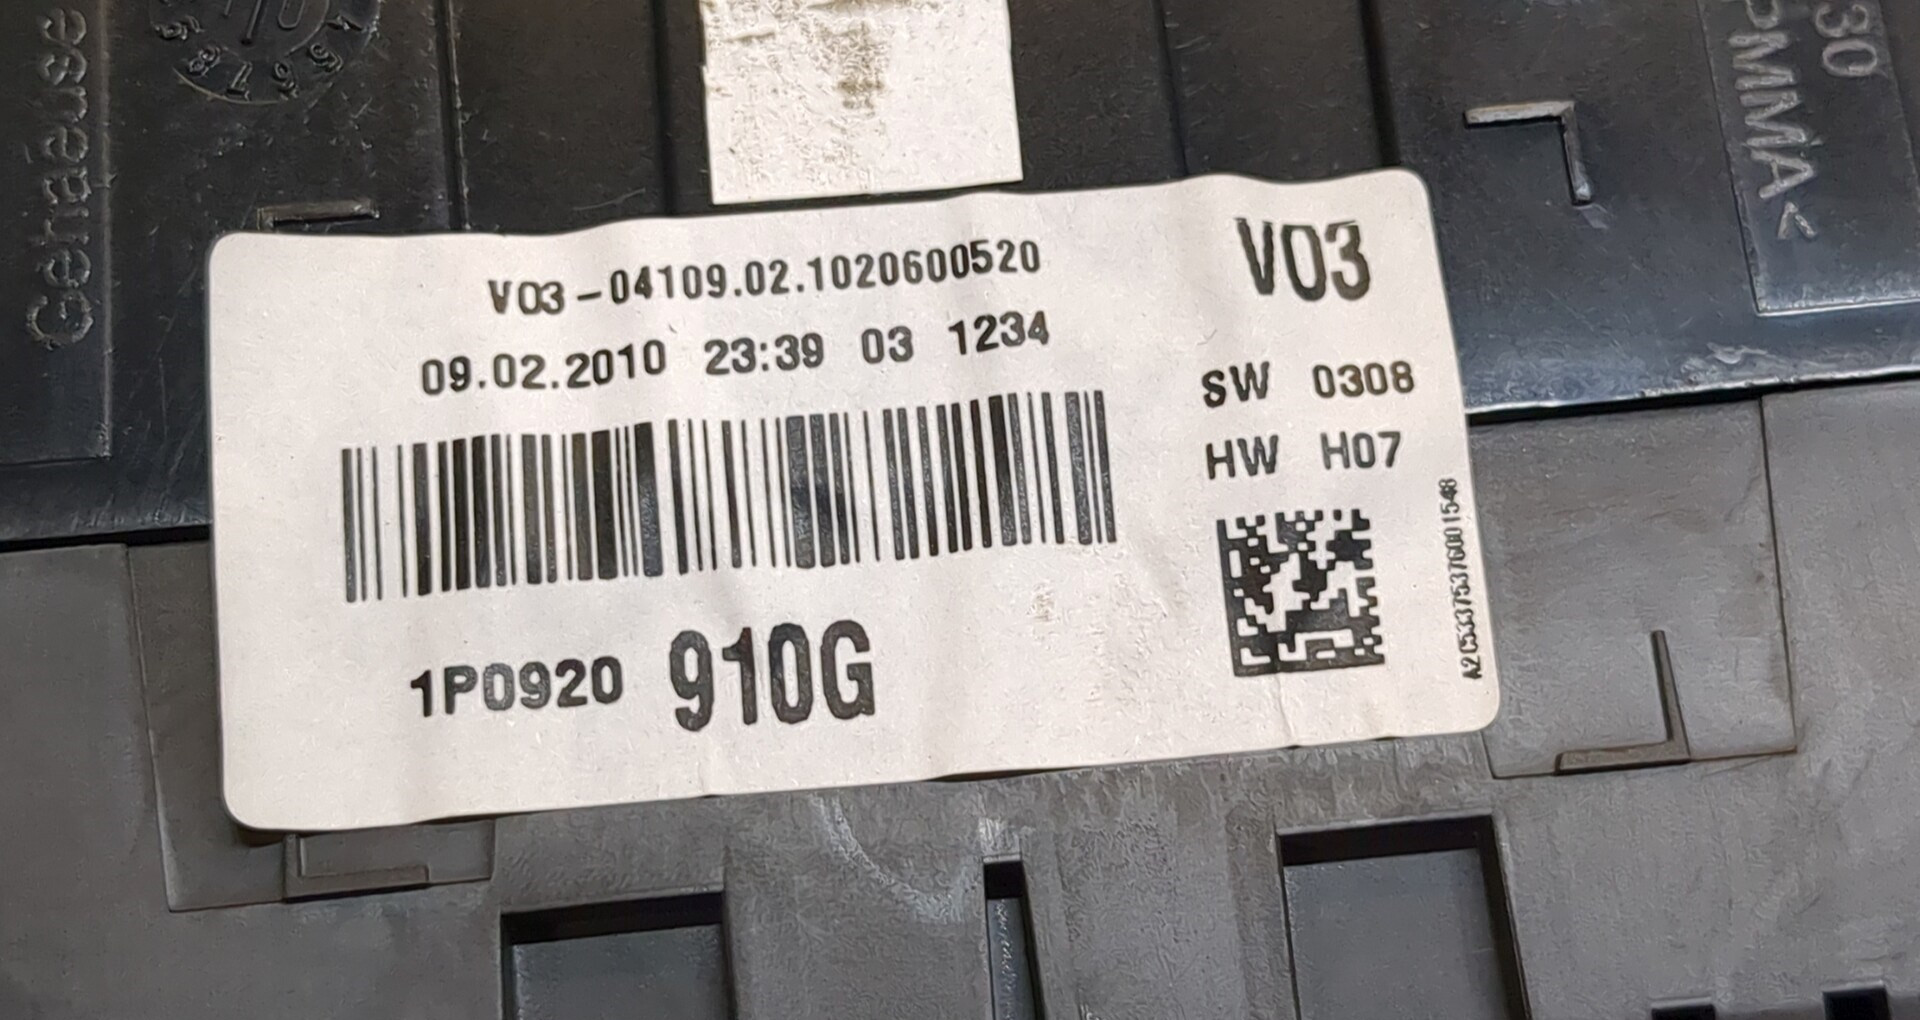 Gehaeuse
30
PMMA<
V03-04109.02.1020600520
V03
09.02.2010 23:39 03 1234
SW 0308
HW H07
1P0920 910G
A2C53375376001548